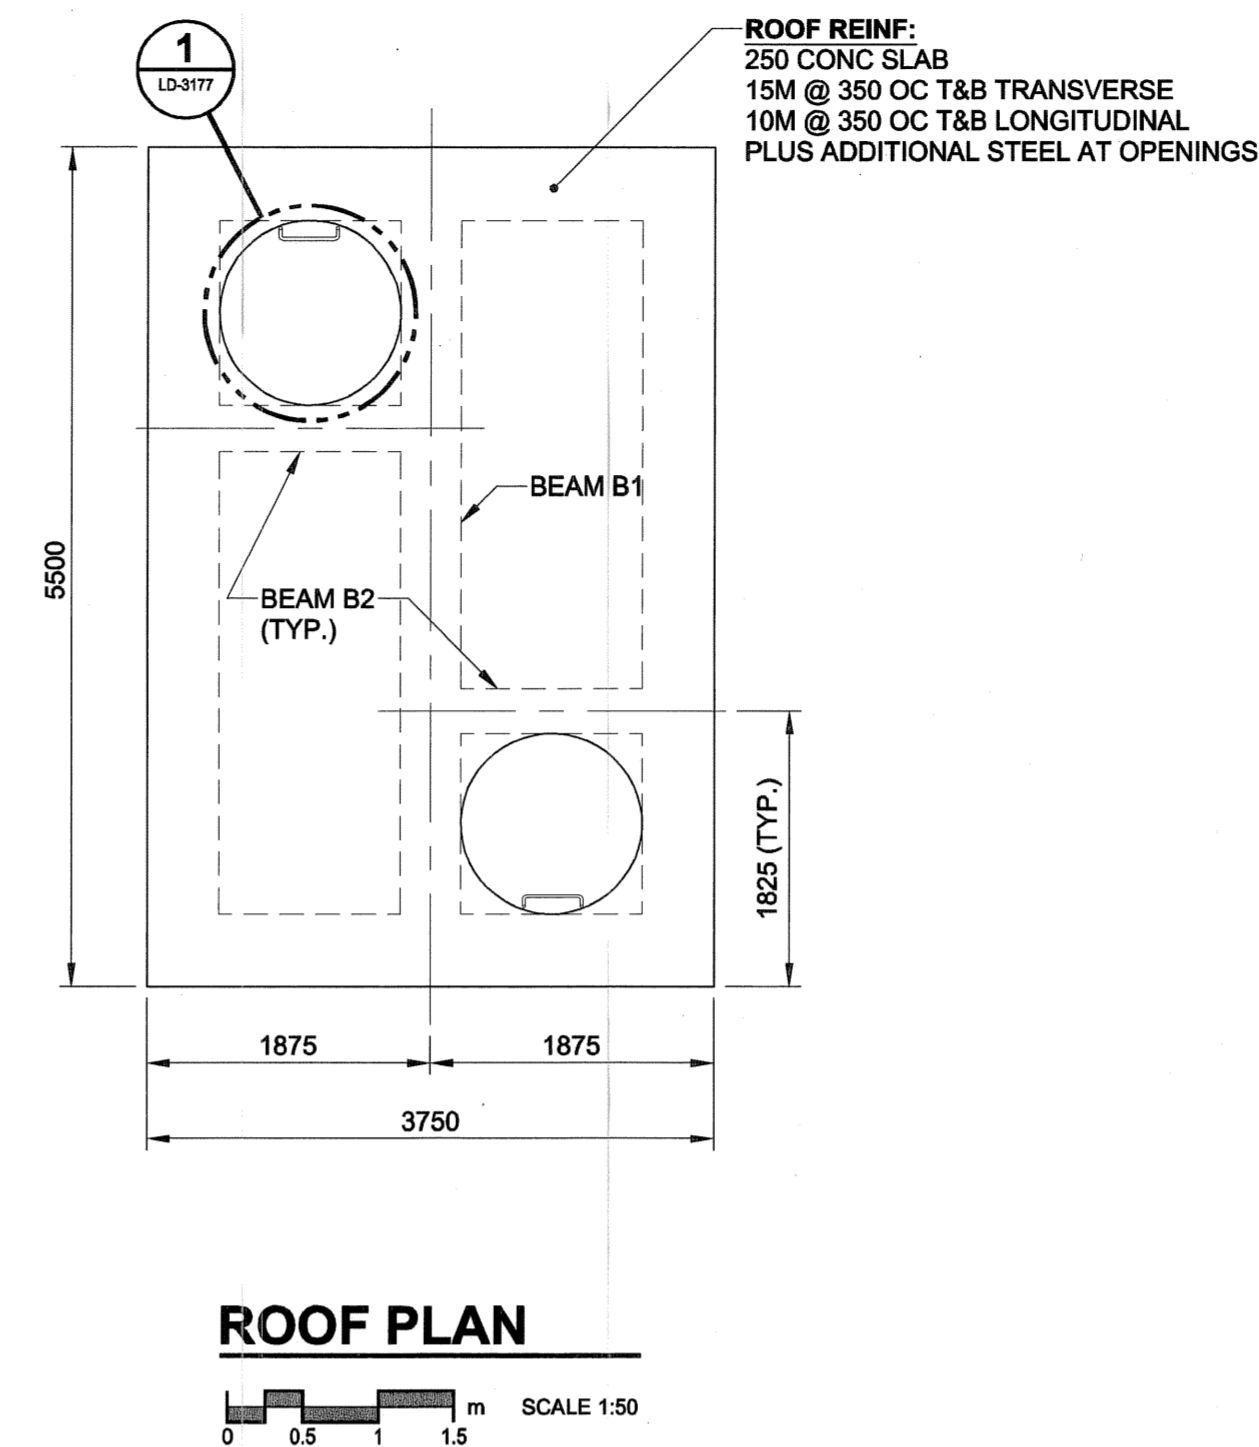 1
LD-3177
ROOF REINF:
250 CONC SLAB
15M @ 350 OC T&B TRANSVERSE
10M @ 350 OC T&B LONGITUDINAL
PLUS ADDITIONAL STEEL AT OPENINGS
BEAM B1
5500
BEAM B2
(TYP.)
1825 (TYP.)
1875
1875
3750
ROOF PLAN
m
SCALE 1:50
0 0.5 1 1.5